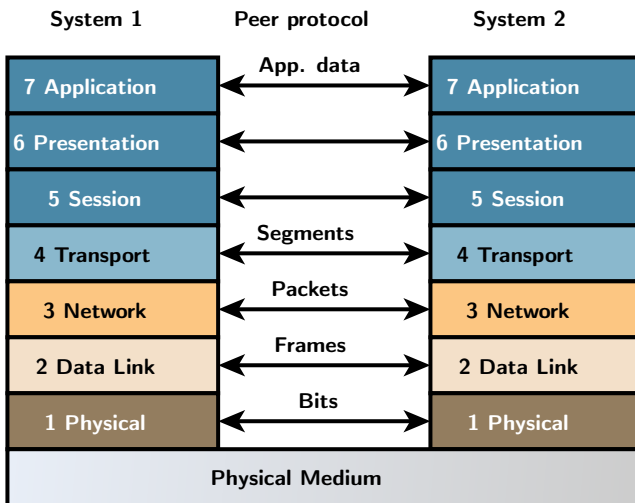 System 1 Peer protocol System 2
7 Application App. data 7 Application
6 Presentation 6 Presentation
5 Session 5 Session
4 Transport Segments 4 Transport
3 Network Packets 3 Network
2 Data Link Frames 2 Data Link
1 Physical Bits 1 Physical
Physical Medium